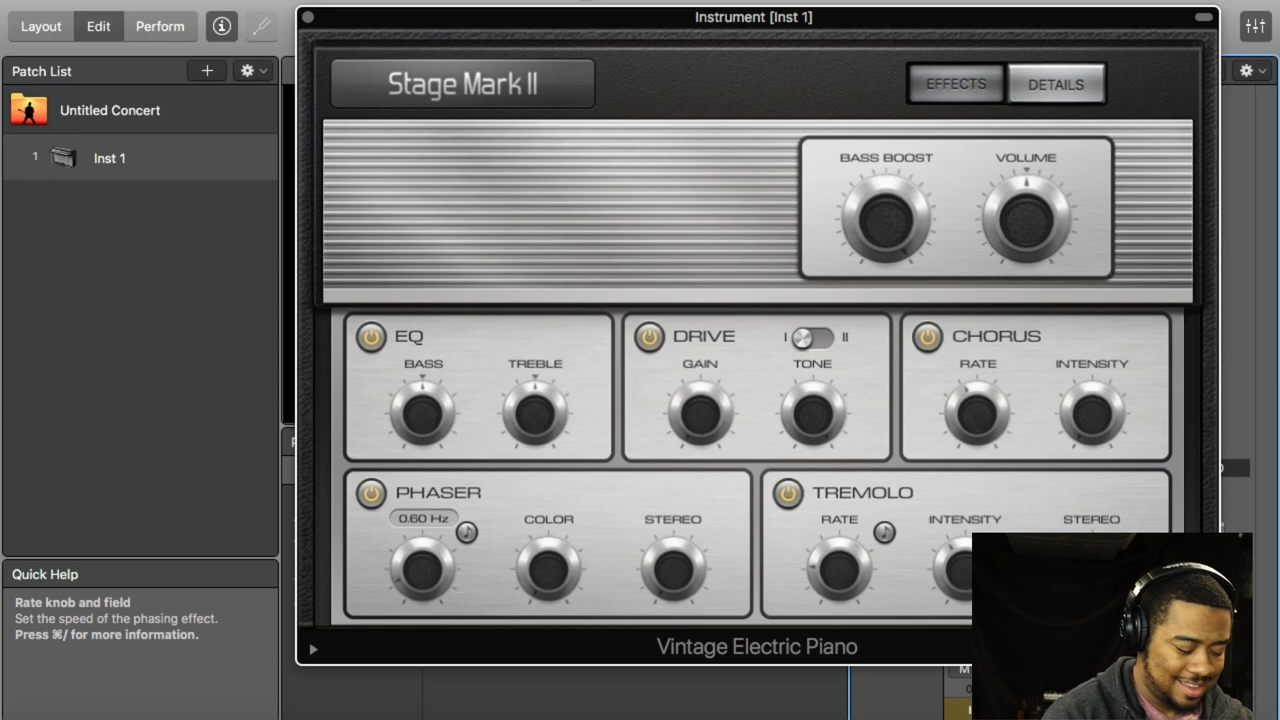 Layout
Edit
Perform
Instrument [Inst 1]
Patch List
Untitled Concert
1
Inst 1
Stage Mark II
EFFECTS
DETAILS
BASS BOOST
VOLUME
EQ
BASS
TREBLE
DRIVE
I
II
GAIN
TONE
CHORUS
RATE
INTENSITY
PHASER
0.60 Hz
COLOR
STEREO
TREMOLO
RATE
INTENSITY
STEREO
Vintage Electric Piano
Quick Help
Rate knob and field
Set the speed of the phasing effect.
Press ⌘/ for more information.
M